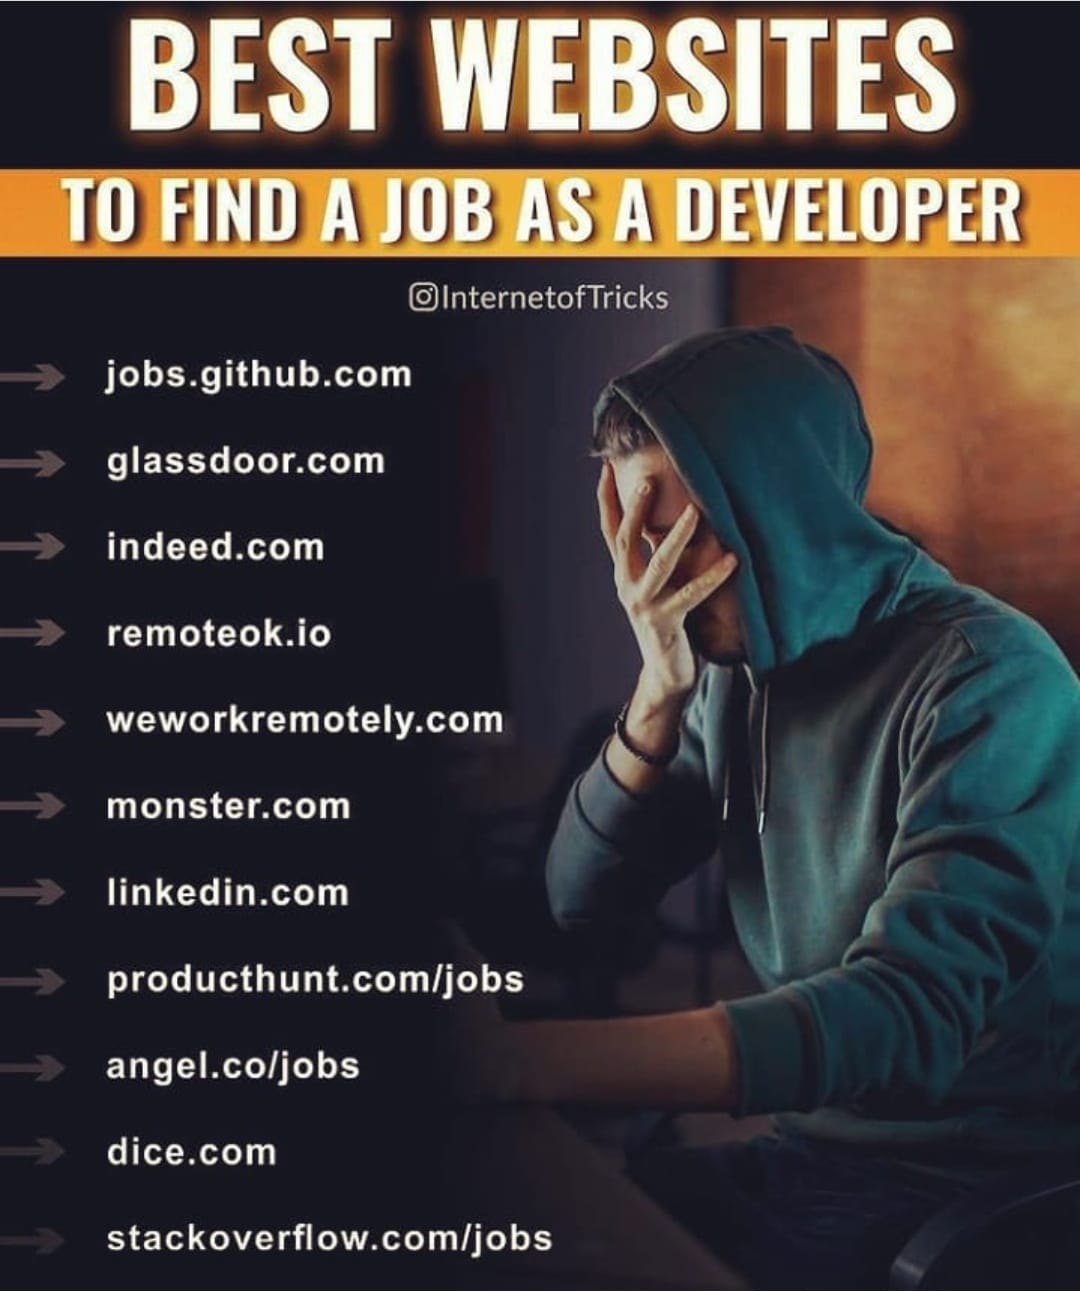 BEST WEBSITES
TO FIND A JOB AS A DEVELOPER
InternetofTricks
jobs.github.com
glassdoor.com
indeed.com
remoteok.io
weworkremotely.com
monster.com
linkedin.com
producthunt.com/jobs
angel.co/jobs
dice.com
stackoverflow.com/jobs